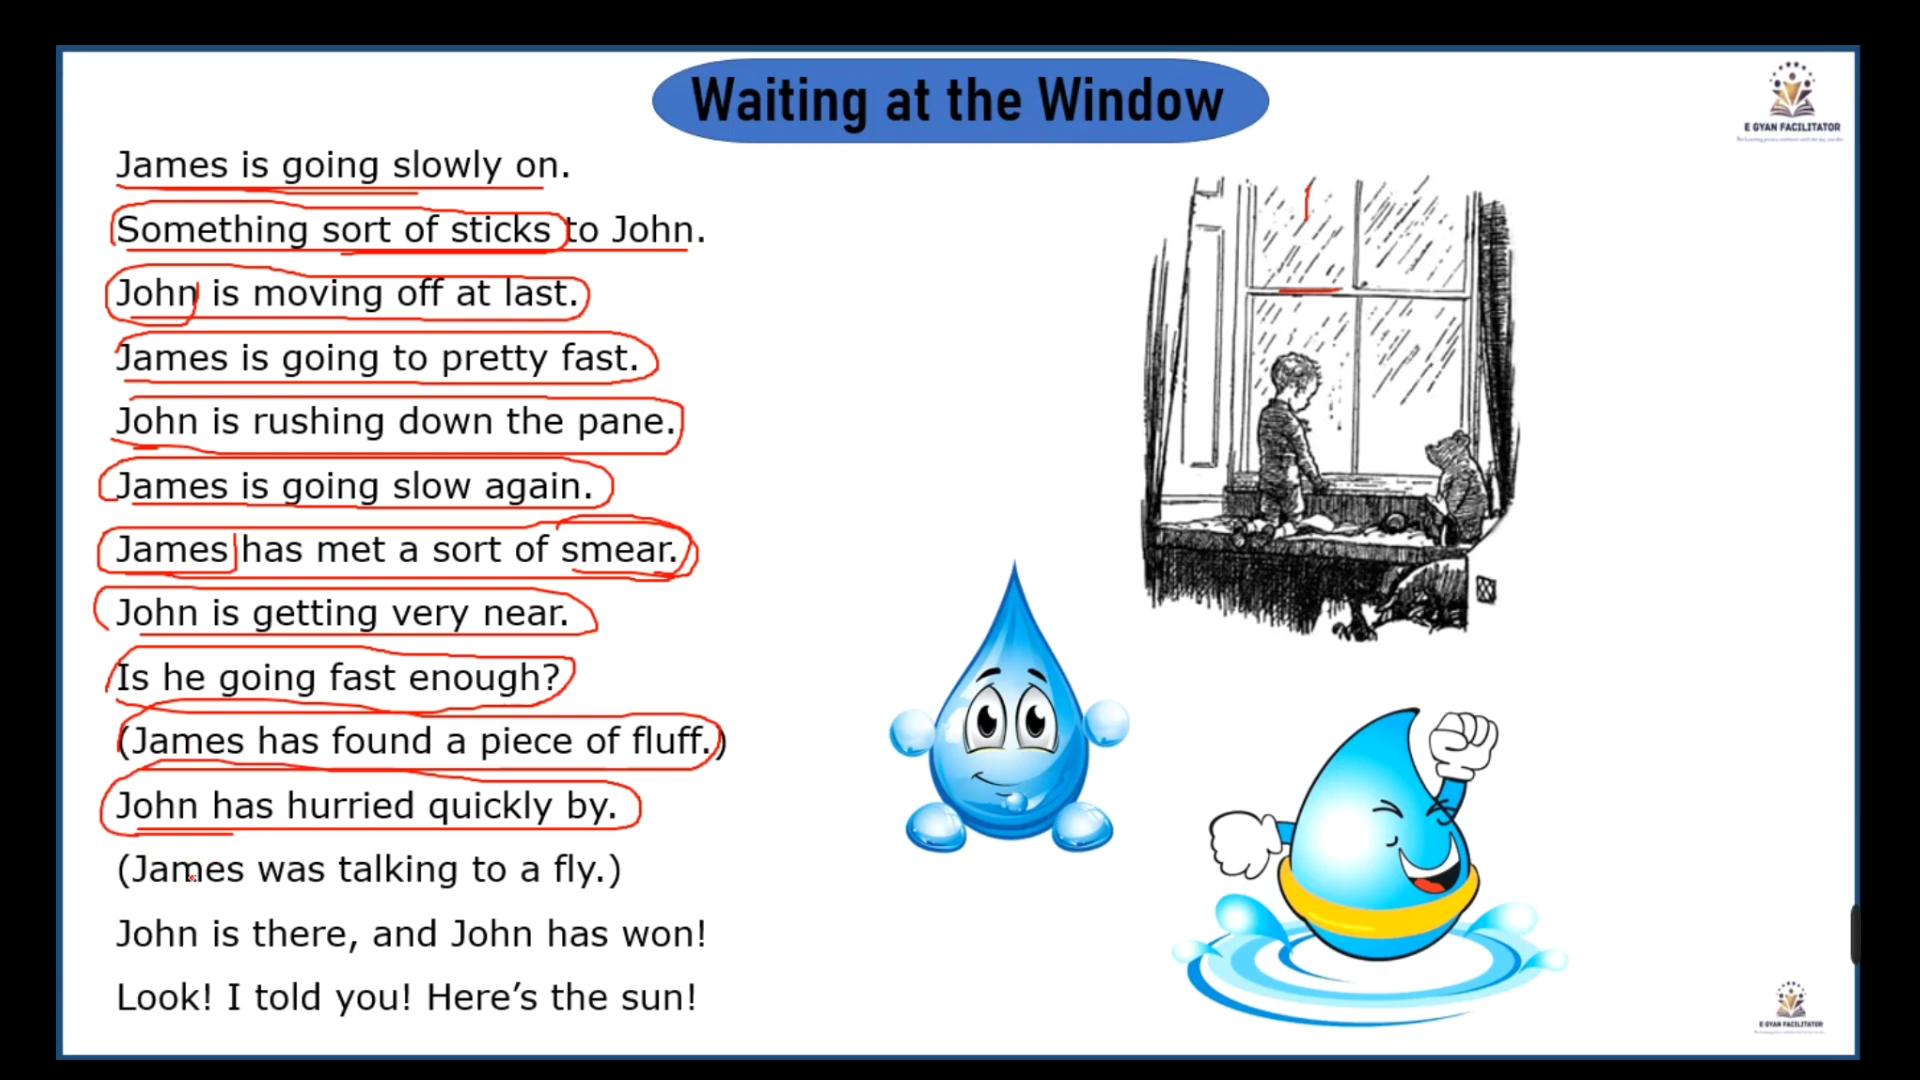 Waiting at the Window
E GYAN FACILITATOR
James is going slowly on.
Something sort of sticks to John.
John is moving off at last.
James is going to pretty fast.
John is rushing down the pane.
James is going slow again.
James has met a sort of smear.
John is getting very near.
Is he going fast enough?
(James has found a piece of fluff.)
John has hurried quickly by.
(James was talking to a fly.)
John is there, and John has won!
Look! I told you! Here’s the sun!
E GYAN FACILITATOR